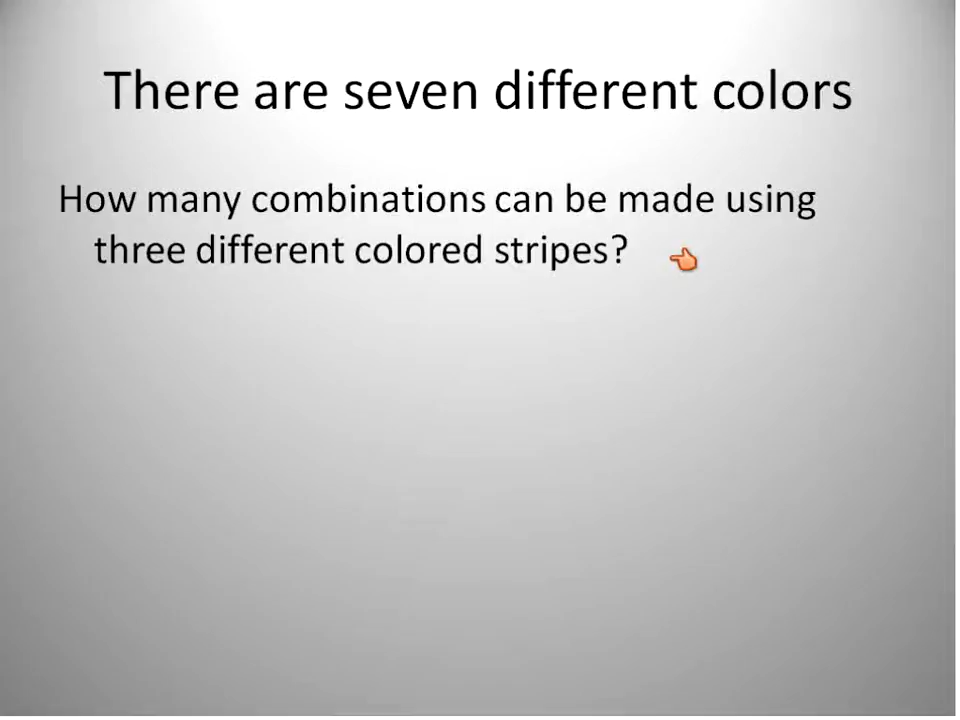 There are seven different colors
How many combinations can be made using
three different colored stripes?